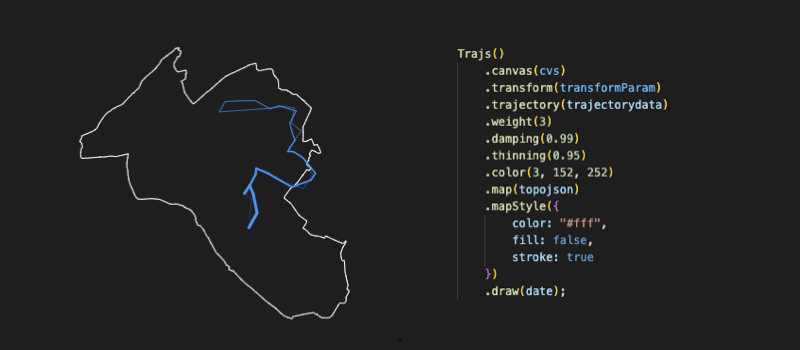 Trajs()
.canvas(cvs)
.transform(transformParam)
.trajectory(trajectorydata)
.weight(3)
.damping(0.99)
.thinning(0.95)
.color(3, 152, 252)
.map(topojson)
.mapStyle({
color: "#fff",
fill: false,
stroke: true
})
.draw(date);